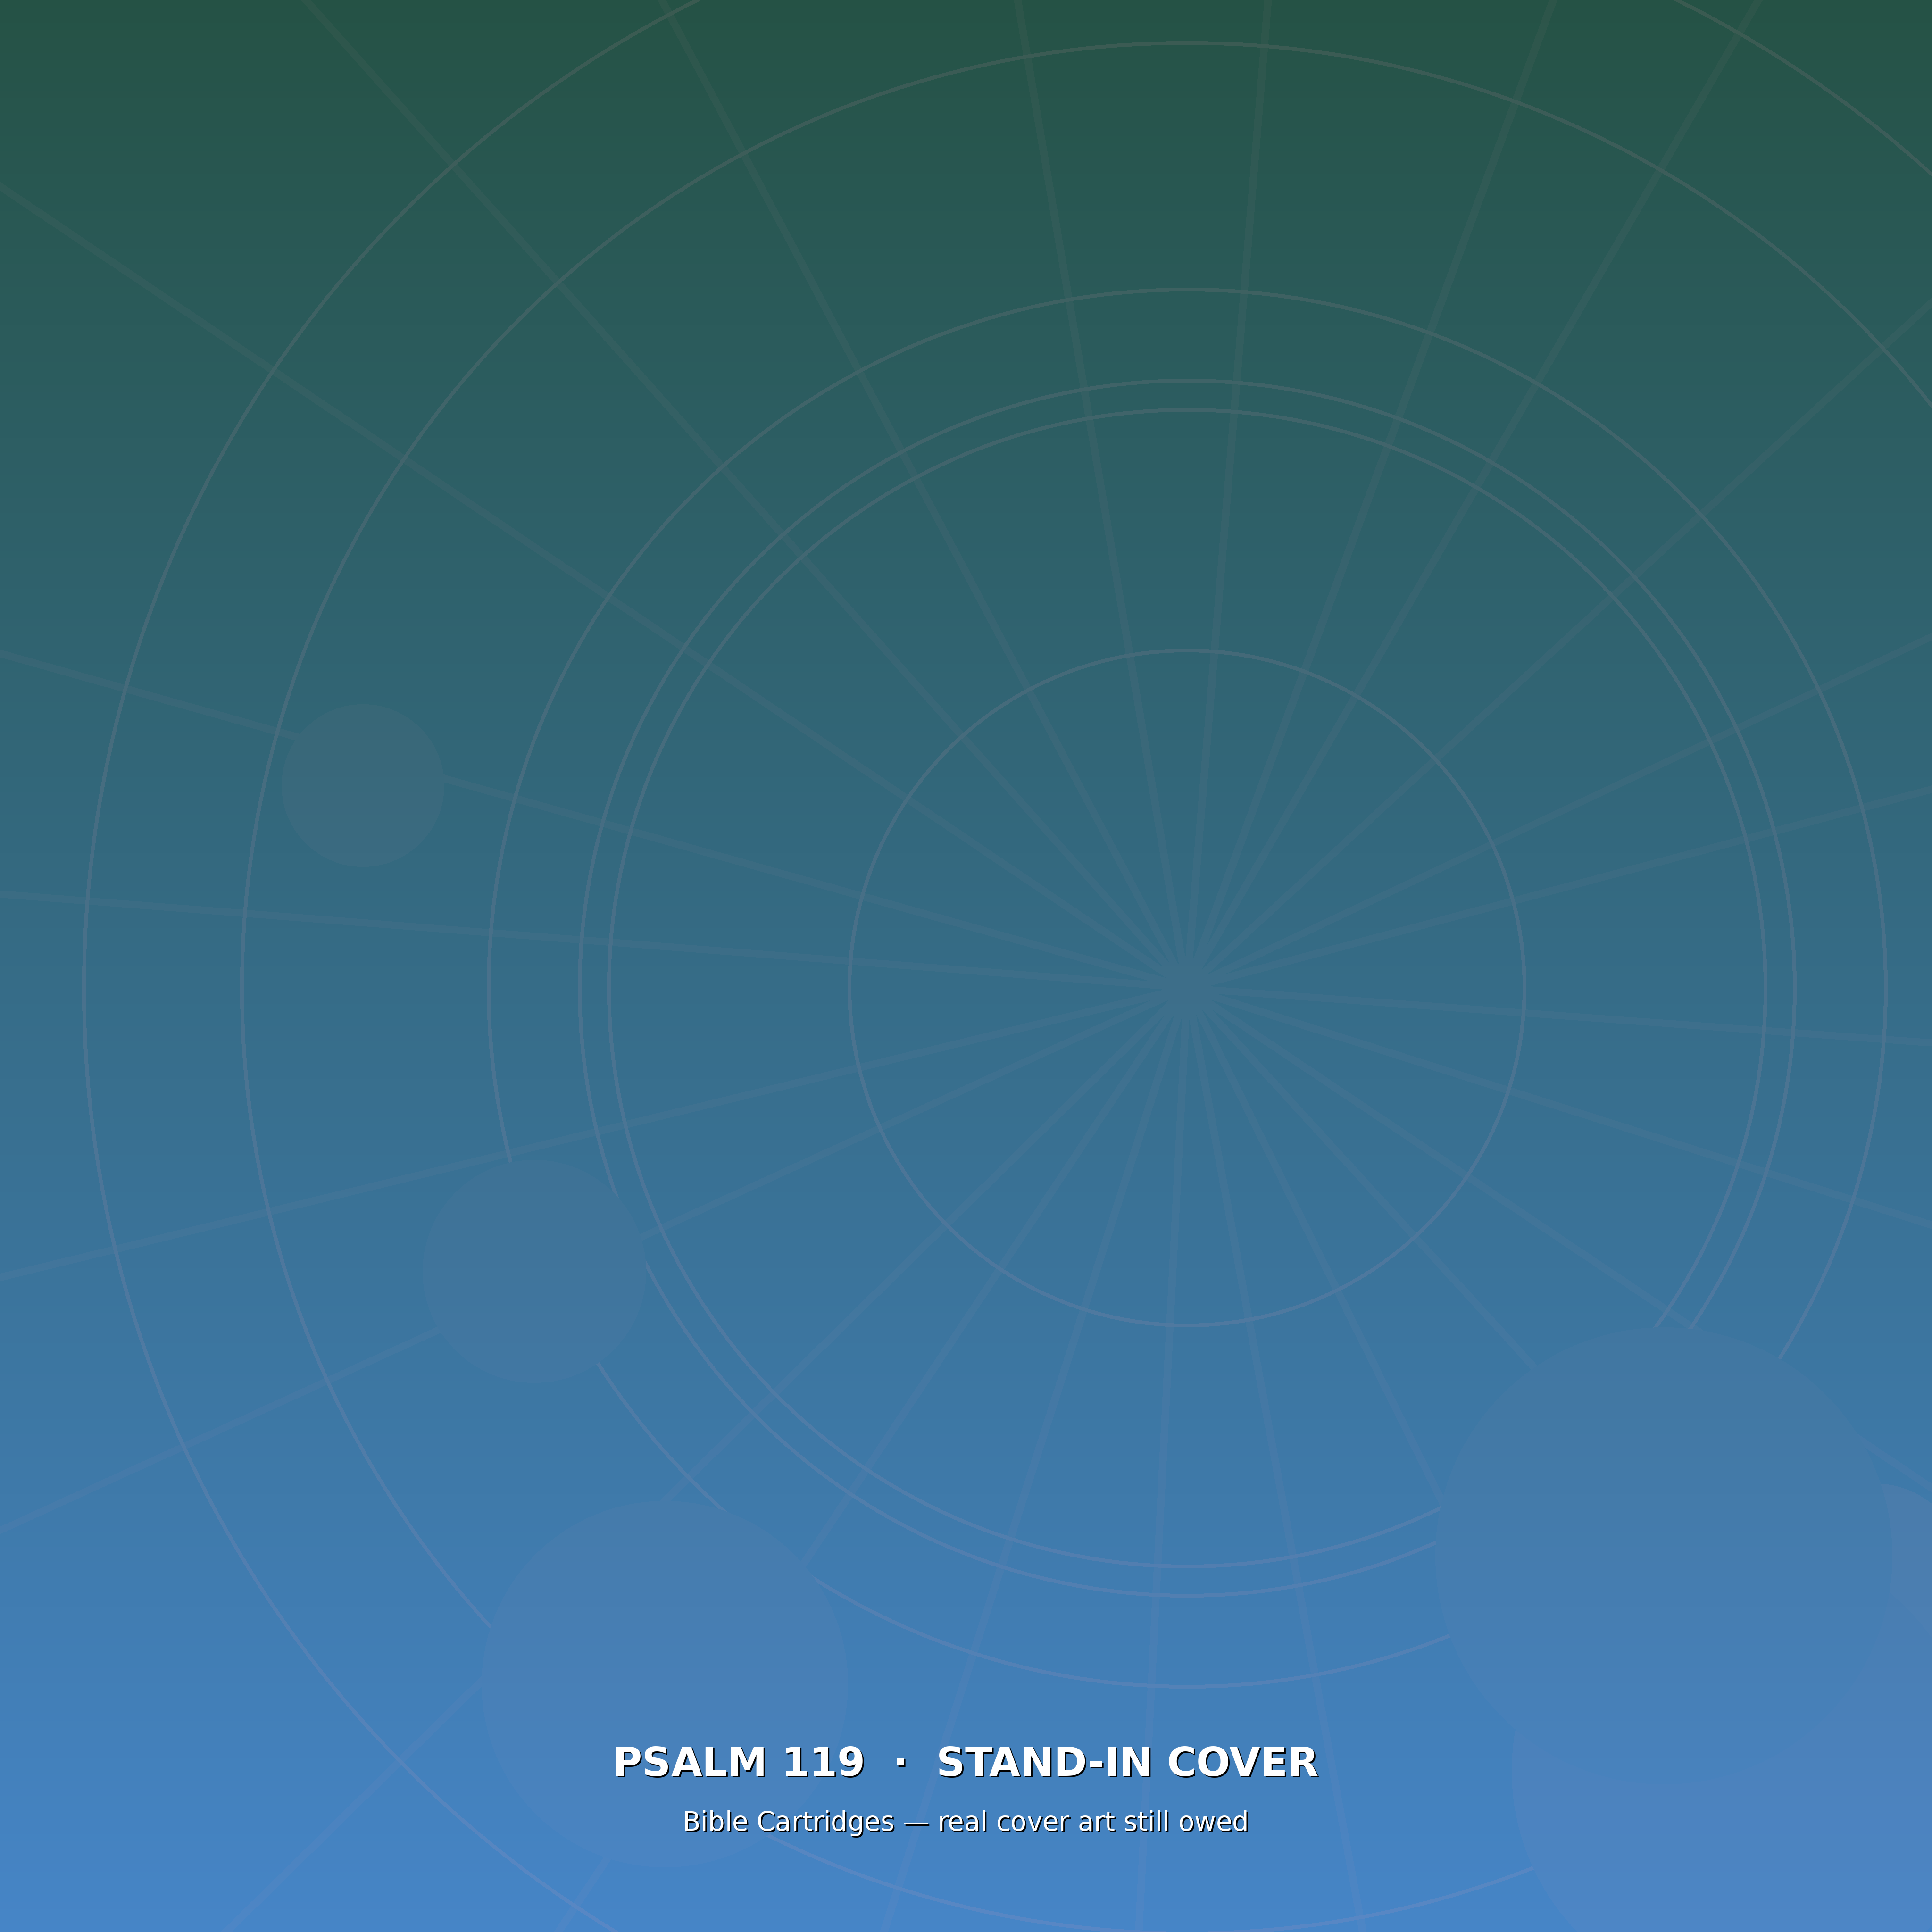 PSALM 119 · STAND-IN COVER
Bible Cartridges — real cover art still owed